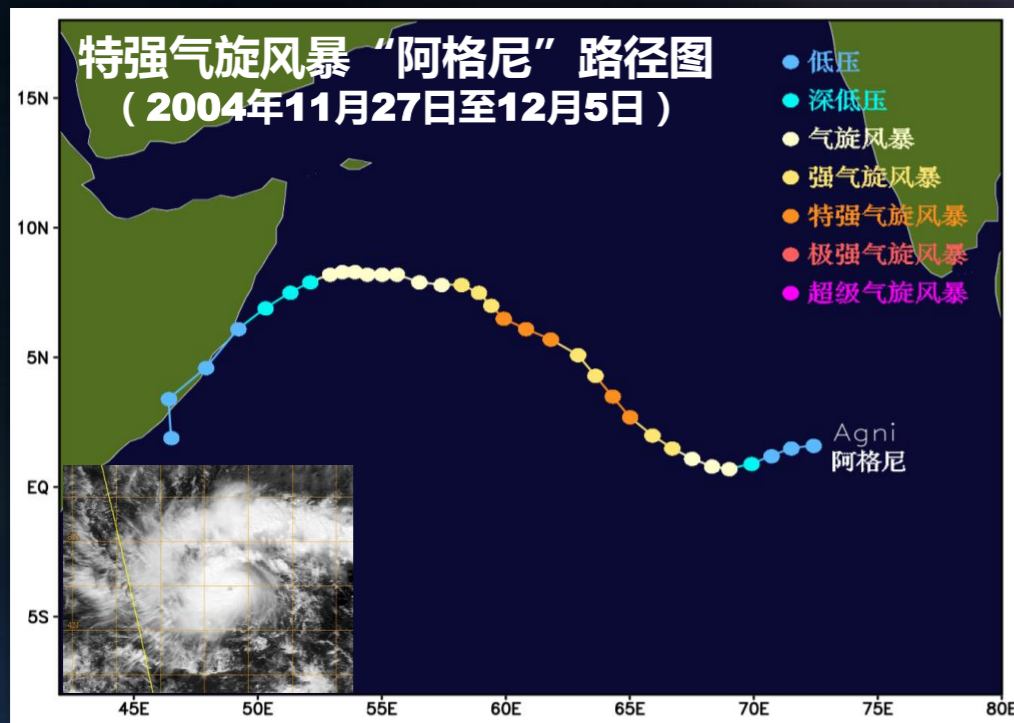 特强气旋风暴“阿格尼”路径图
（2004年11月27日至12月5日）
低压
深低压
气旋风暴
强气旋风暴
特强气旋风暴
极强气旋风暴
超级气旋风暴
15N
10N
5N
EQ
5S
Agni
阿格尼
45E
50E
55E
60E
65E
70E
75E
80E